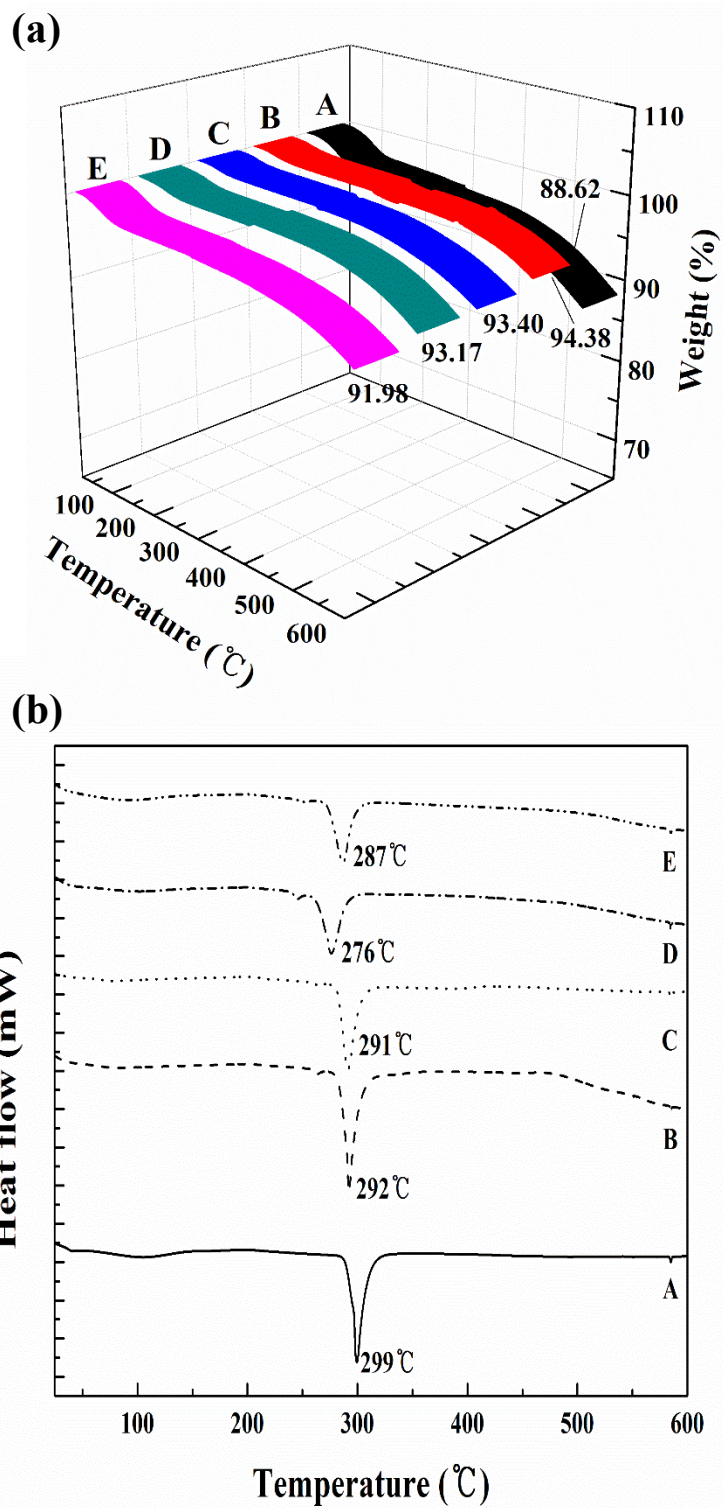 (a)
A
B
C
D
E
110
100
90
80
70
Weight (%)
88.62
94.38
93.40
93.17
91.98
100
200
300
400
500
600
Temperature (℃)
(b)
287℃
E
276℃
D
291℃
C
292℃
B
299℃
A
Heat flow (mW)
100 200 300 400 500 600
Temperature (℃)